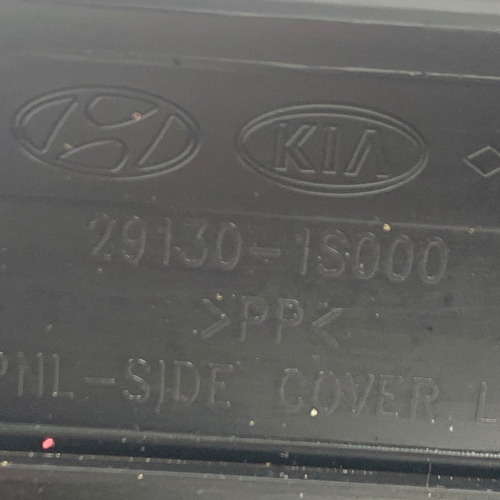 KIA
29130-1S000
>PP<
PNL-SIDE COVER L